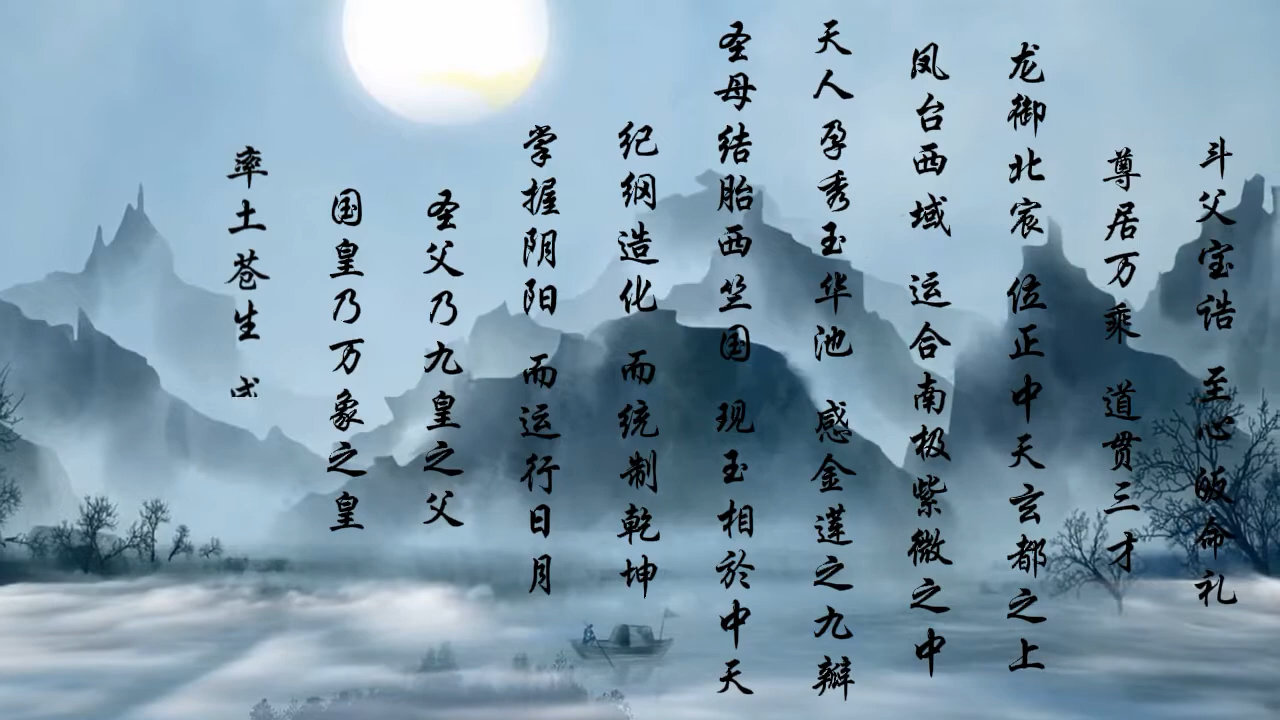 斗父宝诰 至心皈命礼
尊居万乘 道贯三才
龙御北宸 位正中天玄都之上
凤台西域 运合南极紫微之中
天人孕秀玉华池 感金莲之九瓣
圣母结胎西竺国 现玉相於中天
纪纲造化 而统制乾坤
掌握阴阳 而运行日月
圣父乃九皇之父
国皇乃万象之皇
率土苍生